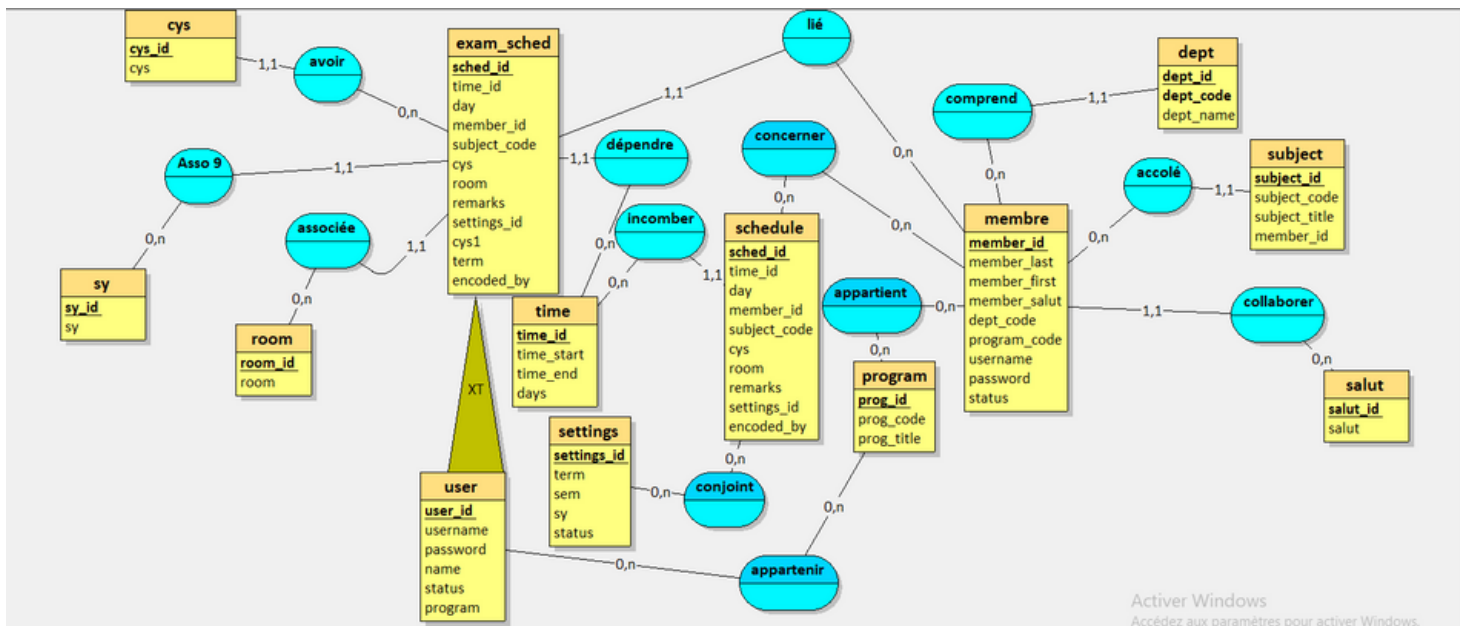 cys
cys_id
cys
1,1
avoir
0,n
exam_sched
sched_id
time_id
day
member_id
subject_code
cys
room
remarks
settings_id
cys1
term
encoded_by
lié
1,1
0,n
comprend
1,1
0,n
dept
dept_id
dept_code
dept_name
Asso 9
1,1
0,n
sy
sy_id
sy
associée
1,1
0,n
room
room_id
room
dépendre
1,1
0,n
incomber
0,n
1,1
time
time_id
time_start
time_end
days
concerner
0,n
0,n
schedule
sched_id
time_id
day
member_id
subject_code
cys
room
remarks
settings_id
encoded_by
accolé
1,1
0,n
subject
subject_id
subject_code
subject_title
member_id
membre
member_id
member_last
member_first
member_salut
dept_code
program_code
username
password
status
appartient
0,n
0,n
program
prog_id
prog_code
prog_title
collaborer
1,1
0,n
salut
salut_id
salut
XT
user
user_id
username
password
name
status
program
settings
settings_id
term
sem
sy
status
conjoint
0,n
0,n
appartenir
0,n
0,n
Activer Windows
Accédez aux paramètres pour activer Windows.